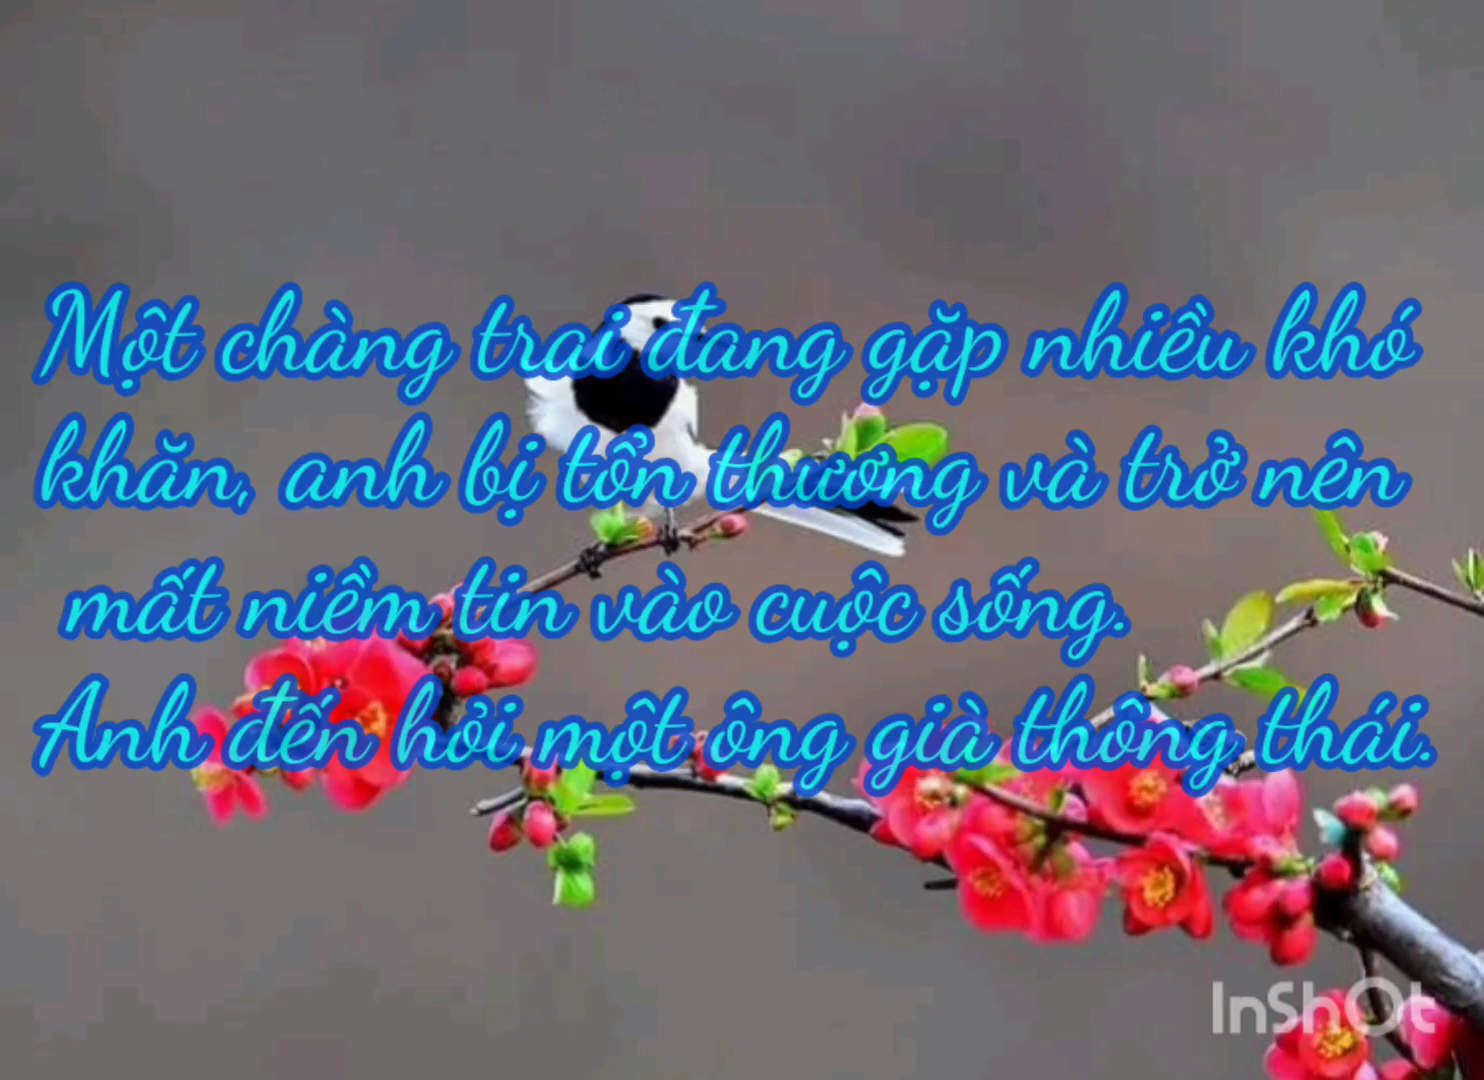 Một chàng trai đang gặp nhiều khó
khăn, anh bị tổn thương và trở nên
mất niềm tin vào cuộc sống.
Anh đến hỏi một ông già thông thái.
InShOt